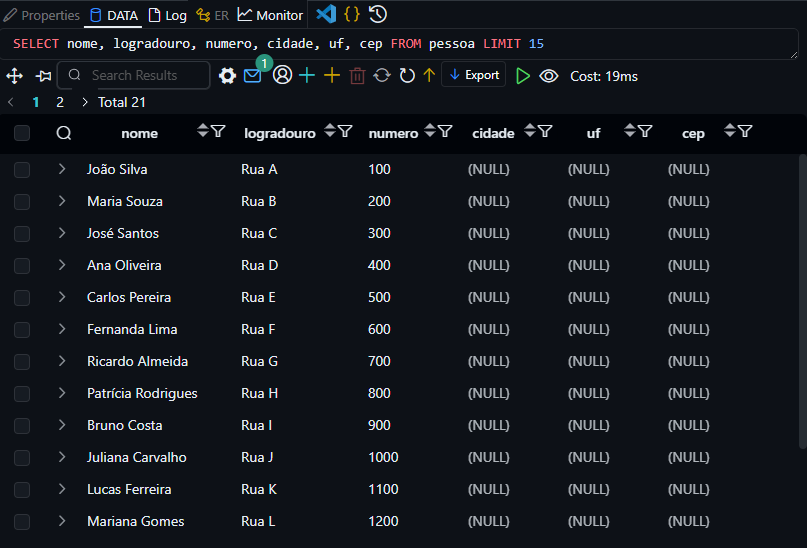 Properties DATA Log ER Monitor {}
SELECT nome, logradouro, numero, cidade, uf, cep FROM pessoa LIMIT 15
Search Results 1 Export Cost: 19ms
1 2 Total 21
nome logradouro numero cidade uf cep
João Silva Rua A 100 (NULL) (NULL) (NULL)
Maria Souza Rua B 200 (NULL) (NULL) (NULL)
José Santos Rua C 300 (NULL) (NULL) (NULL)
Ana Oliveira Rua D 400 (NULL) (NULL) (NULL)
Carlos Pereira Rua E 500 (NULL) (NULL) (NULL)
Fernanda Lima Rua F 600 (NULL) (NULL) (NULL)
Ricardo Almeida Rua G 700 (NULL) (NULL) (NULL)
Patrícia Rodrigues Rua H 800 (NULL) (NULL) (NULL)
Bruno Costa Rua I 900 (NULL) (NULL) (NULL)
Juliana Carvalho Rua J 1000 (NULL) (NULL) (NULL)
Lucas Ferreira Rua K 1100 (NULL) (NULL) (NULL)
Mariana Gomes Rua L 1200 (NULL) (NULL) (NULL)